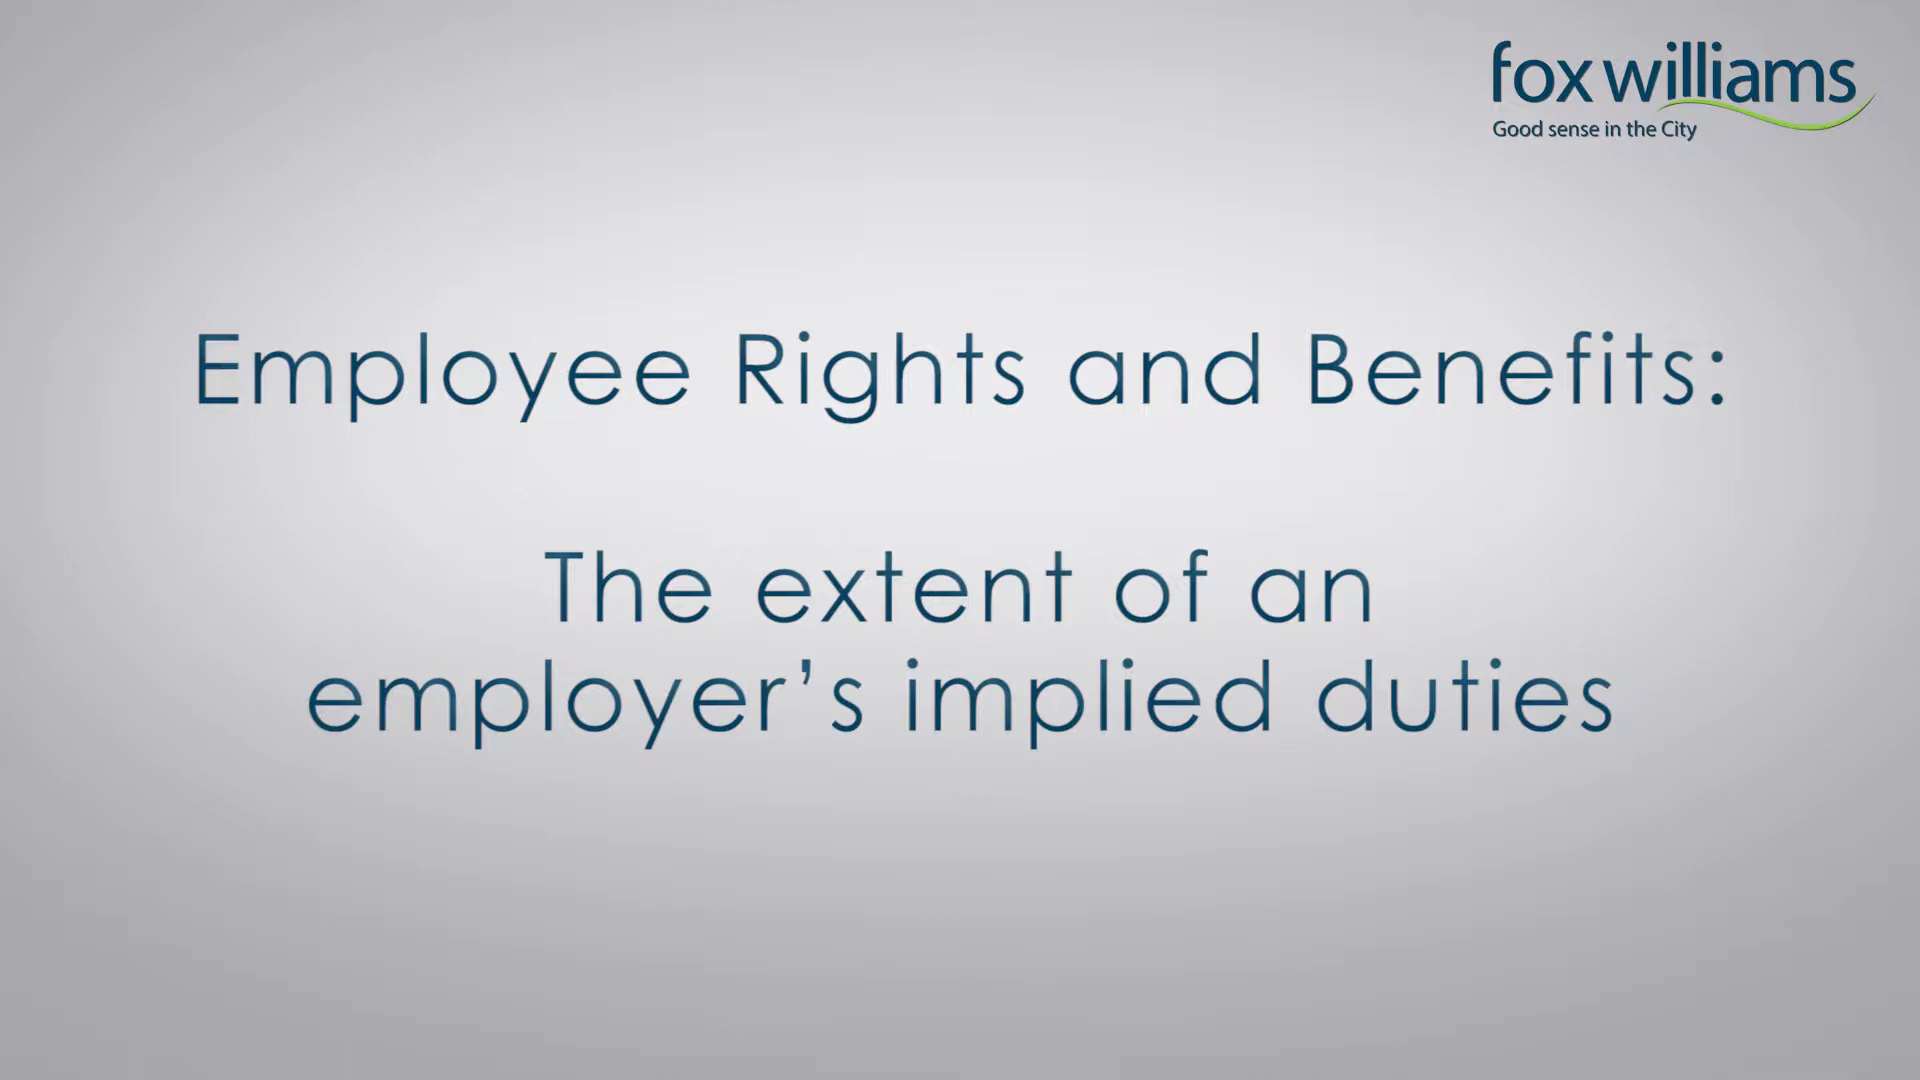 fox williams
Good sense in the City
Employee Rights and Benefits:
The extent of an
employer’s implied duties